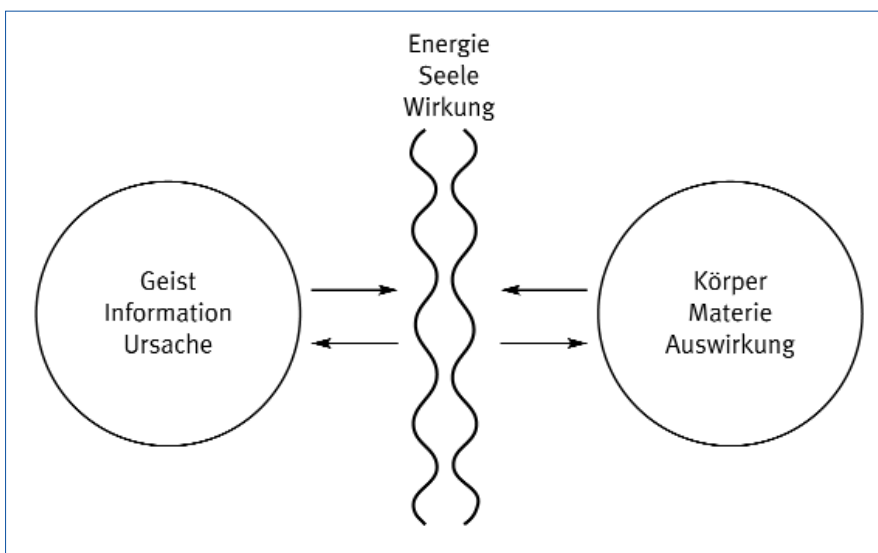 Energie
Seele
Wirkung
Geist
Information
Ursache
Körper
Materie
Auswirkung